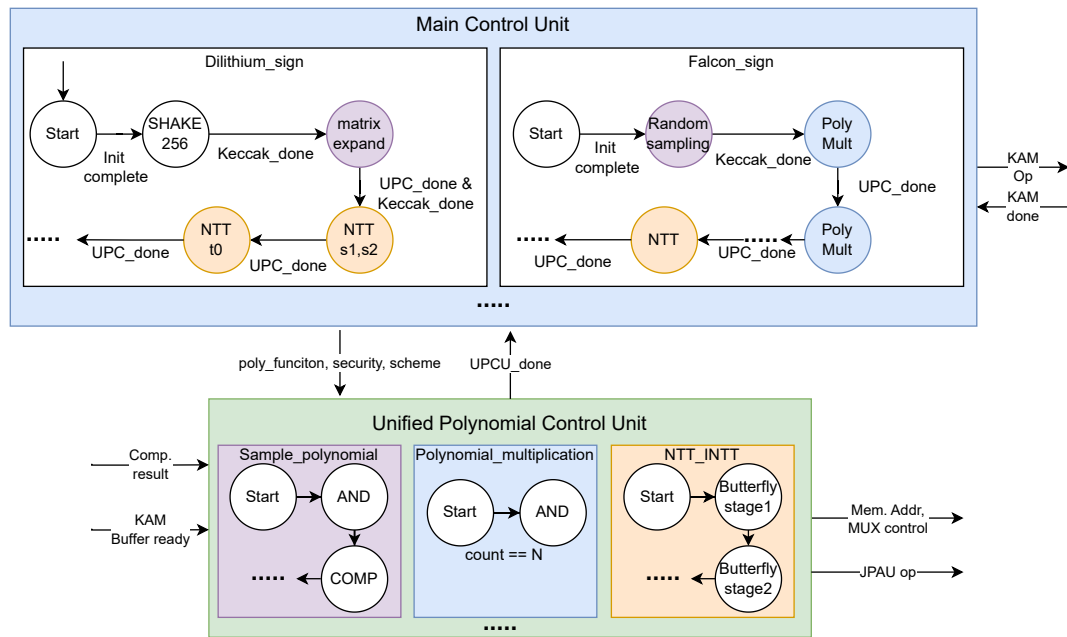 Main Control Unit
Dilithium_sign
Start
Init
complete
SHAKE
256
Keccak_done
matrix
expand
UPC_done &
Keccak_done
NTT
s1,s2
UPC_done
NTT
t0
UPC_done
.....
Falcon_sign
Start
Init
complete
Random
sampling
Keccak_done
Poly
Mult
UPC_done
Poly
Mult
.....
UPC_done
NTT
UPC_done
.....
.....
KAM
Op
KAM
done
poly_funciton, security, scheme
UPCU_done
Unified Polynomial Control Unit
Comp.
result
KAM
Buffer ready
Sample_polynomial
Start
AND
COMP
.....
Polynomial_multiplication
Start
AND
count == N
NTT_INTT
Start
Butterfly
stage1
Butterfly
stage2
.....
.....
Mem. Addr,
MUX control
JPAU op